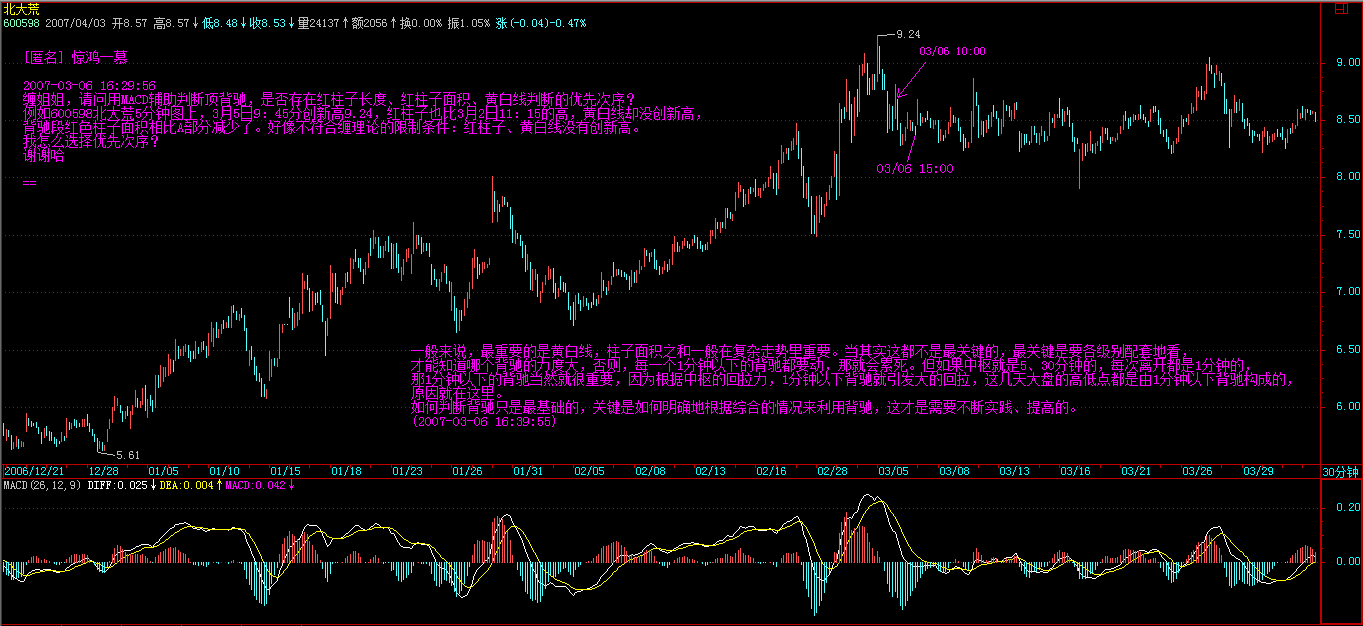 北大荒
600598 2007/04/03 开8.57 高8.57↓低8.48↓收8.53↓量24137↑额2056↑换0.00% 振1.05% 涨(-0.04)-0.47%
[匿名] 惊鸿一慕
2007-03-06 16:29:56
缠姐姐，请问用MACD辅助判断顶背驰，是否存在红柱子长度、红柱子面积、黄白线判断的优先次序？
例如600598北大荒5分钟图上，3月5日9：45分创新高9.24，红柱子也比3月2日11：15的高，黄白线却没创新高，
背驰段红色柱子面积相比A部分减少了。好像不符合缠理论的限制条件：红柱子、黄白线没有创新高。
我怎么选择优先次序？
谢谢哈
==
9.24
03/06 10:00
03/06 15:00
9.00
8.50
8.00
7.50
7.00
6.50
6.00
一般来说，最重要的是黄白线，柱子面积之和一般在复杂走势里重要。当其实这都不是最关键的，最关键是要各级别配套地看，
才能知道哪个背驰的力度大，否则，每一个1分钟以下的背驰都要动，那就会累死。但如果中枢就是5、30分钟的，每次离开都是1分钟的，
那1分钟以下的背驰当然就很重要，因为根据中枢的回拉力，1分钟以下背驰就引发大的回拉，这几天大盘的高低点都是由1分钟以下背驰构成的，
原因就在这里。
如何判断背驰只是最基础的，关键是如何明确地根据综合的情况来利用背驰，这才是需要不断实践、提高的。
(2007-03-06 16:39:55)
5.61
2006/12/21 12/28 01/05 01/10 01/15 01/18 01/23 01/26 01/31 02/05 02/08 02/13 02/16 02/28 03/05 03/08 03/13 03/16 03/21 03/26 03/29 30分钟
MACD(26,12,9) DIFF:0.025↓DEA:0.004↑MACD:0.042↓
0.20
0.00